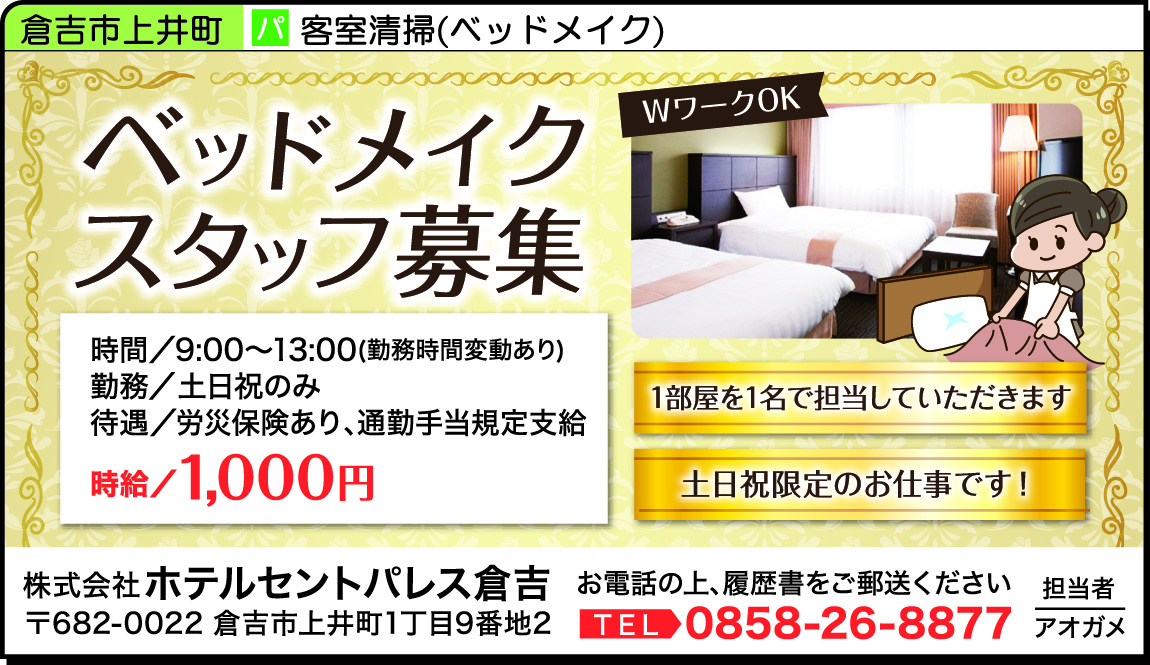 倉吉市上井町 パ 客室清掃(ベッドメイク)
WワークOK
ベッドメイク
スタッフ募集
時間／9:00〜13:00(勤務時間変動あり)
勤務／土日祝のみ
待遇／労災保険あり、通勤手当規定支給
時給／1,000円
1部屋を1名で担当していただきます
土日祝限定のお仕事です！
株式会社 ホテルセントパレス倉吉
〒682-0022 倉吉市上井町1丁目9番地2
お電話の上、履歴書をご郵送ください
TEL 0858-26-8877
担当者
アオガメ